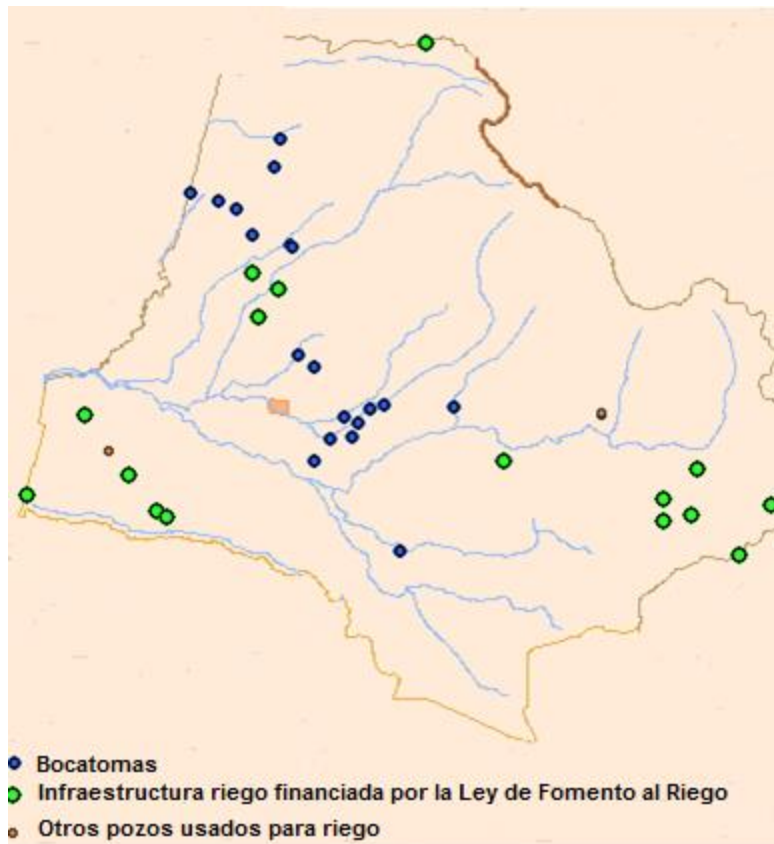 Bocatomas
Infraestructura riego financiada por la Ley de Fomento al Riego
Otros pozos usados para riego